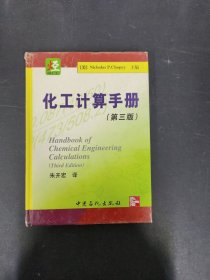 [美] Nicholas P.Chopey 主编
化工计算手册
(第三版)
Handbook of
Chemical Engineering
Calculations
(Third Edition)
朱开宏 译
中国石化出版社